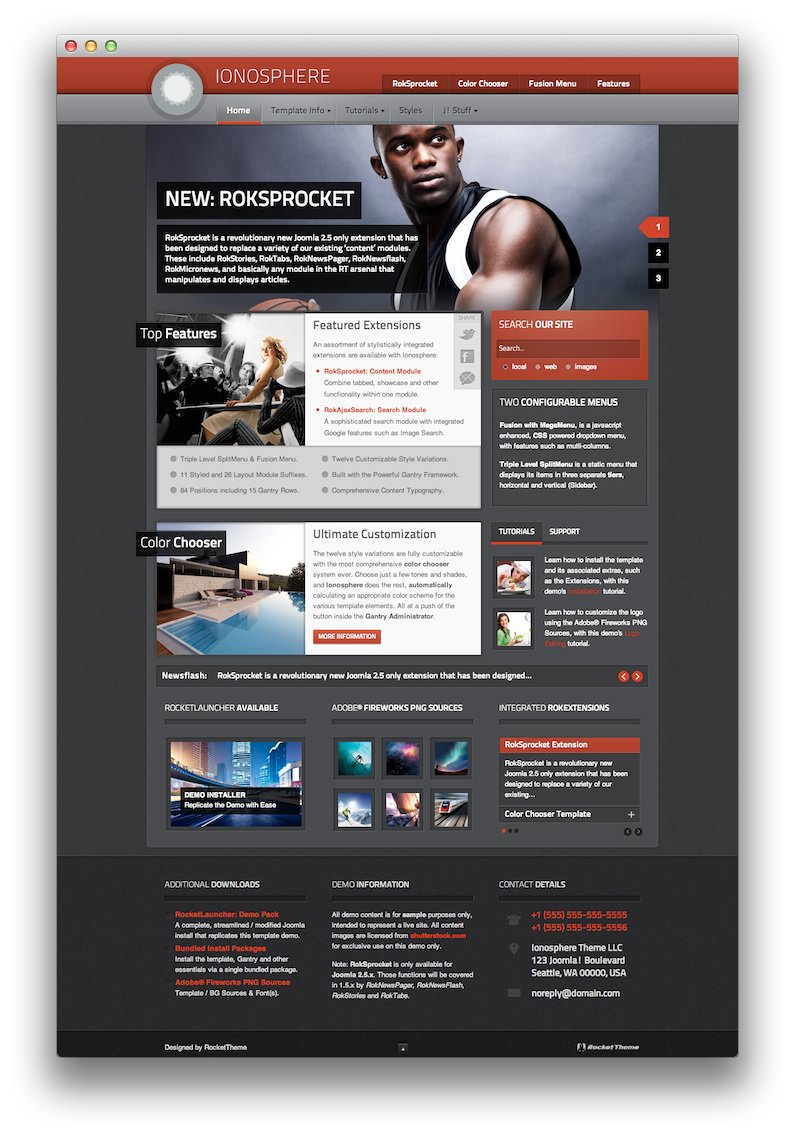 IONOSPHERE
RokSprocket Color Chooser Fusion Menu Features
Home Template Info Tutorials Styles J! Stuff
NEW: ROKSPROCKET
RokSprocket is a revolutionary new Joomla 2.5 only extension that has
been designed to replace a variety of our existing 'content' modules.
These include RokStories, RokTabs, RokNewsPager, RokNewsflash,
RokMicronews, and basically any module in the RT arsenal that
manipulates and displays articles.
1
2
3
Top Features
Featured Extensions
An assortment of stylistically integrated
extensions are available with Ionosphere:
RokSprocket: Content Module
Combine tabbed, showcase and other
functionality within one module.
RokAjaxSearch: Search Module
A sophisticated search module with integrated
Google features such as Image Search.
SHARE
Triple Level SplitMenu & Fusion Menu.
11 Styled and 26 Layout Module Suffixes.
84 Positions including 15 Gantry Rows.
Twelve Customizable Style Variations.
Built with the Powerful Gantry Framework.
Comprehensive Content Typography.
SEARCH OUR SITE
Search...
local web images
TWO CONFIGURABLE MENUS
Fusion with MegaMenu, is a javsacript
enhanced, CSS powered dropdown menu,
with features such as mutli-columns.
Triple Level SplitMenu is a static menu that
displays its items in three separate tiers,
horizontal and vertical (Sidebar).
Color Chooser
Ultimate Customization
The twelve style variations are fully customizable
with the most comprehensive color chooser
system ever. Choose just a few tones and shades,
and Ionosphere does the rest, automatically
calculating an appropriate color scheme for the
various template elements. All at a push of the
button inside the Gantry Administrator.
MORE INFORMATION
TUTORIALS SUPPORT
Learn how to install the template
and its associated extras, such
as the Extensions, with this
demo's Installation tutorial.
Learn how to customize the logo
using the Adobe® Fireworks PNG
Sources, with this demo's Logo
Editing tutorial.
Newsflash: RokSprocket is a revolutionary new Joomla 2.5 only extension that has been designed...
ROCKETLAUNCHER AVAILABLE
DEMO INSTALLER
Replicate the Demo with Ease
ADOBE® FIREWORKS PNG SOURCES
INTEGRATED ROKEXTENSIONS
RokSprocket Extension
RokSprocket is a revolutionary new
Joomla 2.5 only extension that has been
designed to replace a variety of our
existing...
Color Chooser Template
ADDITIONAL DOWNLOADS
RocketLauncher: Demo Pack
A complete, streamlined / modified Joomla
install that replicates this template demo.
Bundled Install Packages
Install the template, Gantry and other
essentials via a single bundled package.
Adobe® Fireworks PNG Sources
Template / BG Sources & Font(s).
DEMO INFORMATION
All demo content is for sample purposes only,
intended to represent a live site. All content
images are licensed from shutterstock.com
for exclusive use on this demo only.
Note: RokSprocket is only available for
Joomla 2.5.x. Those functions will be covered
in 1.5.x by RokNewsPager, RokNewsFlash,
RokStories and RokTabs.
CONTACT DETAILS
+1 (555) 555-555-5555
+1 (555) 555-555-5556
Ionosphere Theme LLC
123 Joomla! Boulevard
Seattle, WA 00000, USA
noreply@domain.com
Designed by RocketTheme
RocketTheme